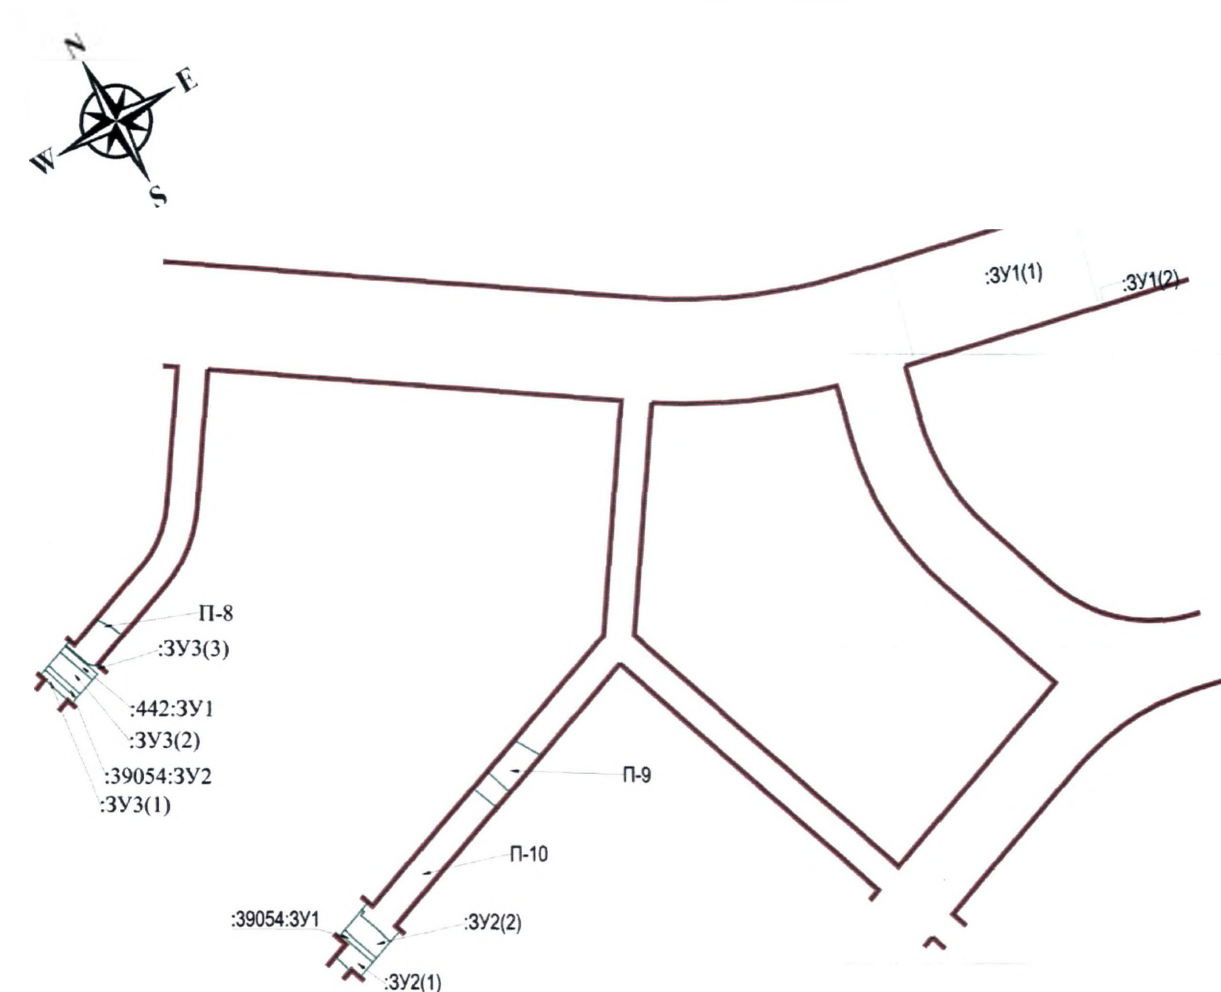 N
E
W
S
:ЗУ1(1)
:ЗУ1(2)
П-8
:ЗУ3(3)
:442:ЗУ1
:ЗУ3(2)
:39054:ЗУ2
:ЗУ3(1)
П-9
П-10
:39054:ЗУ1
:ЗУ2(2)
:ЗУ2(1)